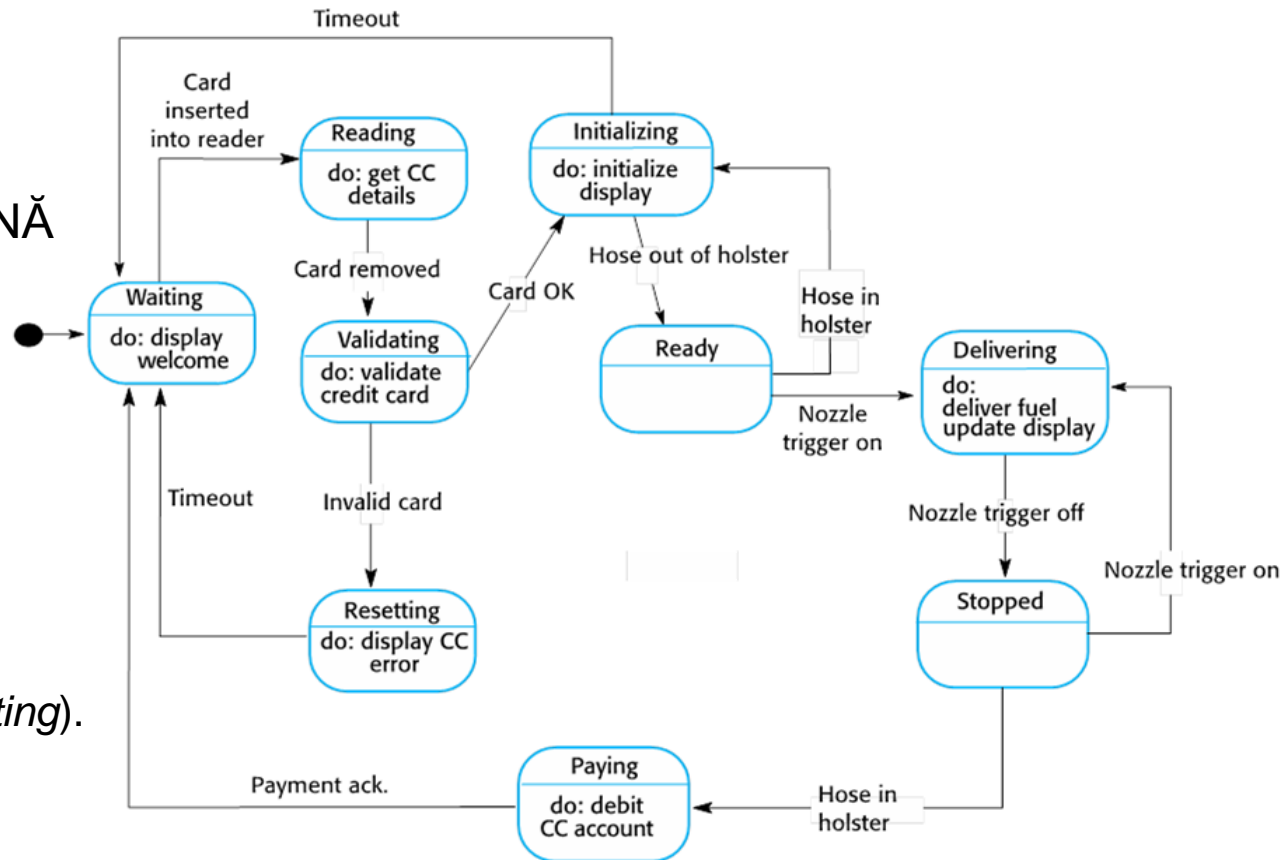 Timeout
Card
inserted
into reader
Reading
do: get CC
details
Initializing
do: initialize
display
NĂ
Card removed
Hose out of holster
Card OK
Hose in
holster
Waiting
do: display
welcome
Validating
do: validate
credit card
Ready
Delivering
do:
deliver fuel
update display
Nozzle
trigger on
Timeout
Invalid card
Nozzle trigger off
Nozzle trigger on
Resetting
do: display CC
error
Stopped
ting).
Paying
do: debit
CC account
Payment ack.
Hose in
holster